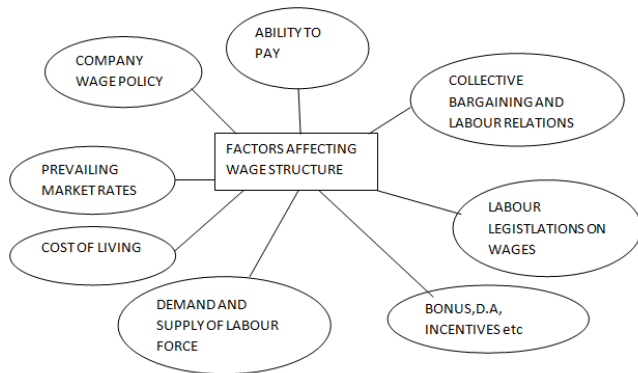 ABILITY TO
PAY
COMPANY
WAGE POLICY
COLLECTIVE
BARGAINING AND
LABOUR RELATIONS
FACTORS AFFECTING
WAGE STRUCTURE
PREVAILING
MARKET RATES
LABOUR
LEGISTLATIONS ON
WAGES
COST OF LIVING
DEMAND AND
SUPPLY OF LABOUR
FORCE
BONUS,D.A,
INCENTIVES etc